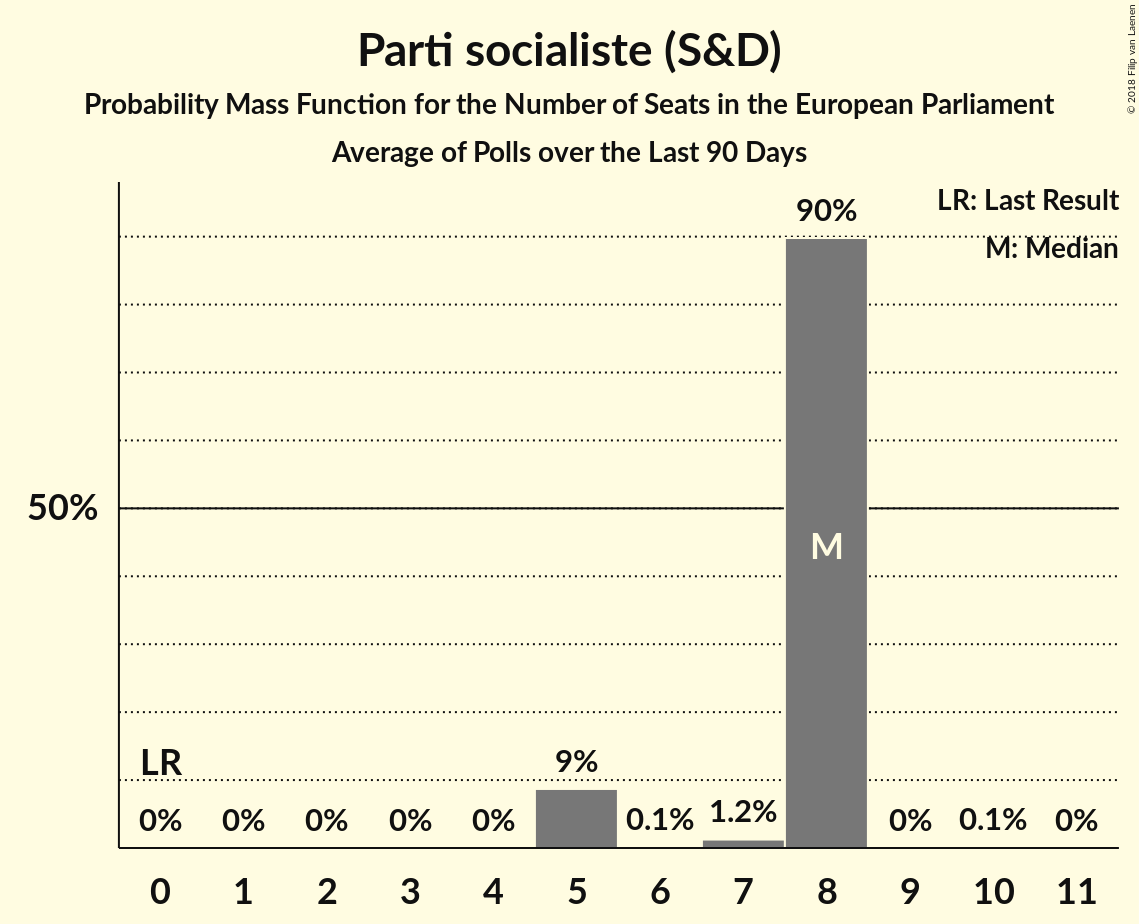 Parti socialiste (S&D)
Probability Mass Function for the Number of Seats in the European Parliament
Average of Polls over the Last 90 Days
© 2018 Filip van Laenen
LR: Last Result
M: Median
90%
50%
M
LR
9%
0% 0% 0% 0% 0% 0.1% 1.2% 0% 0.1% 0%
0 1 2 3 4 5 6 7 8 9 10 11